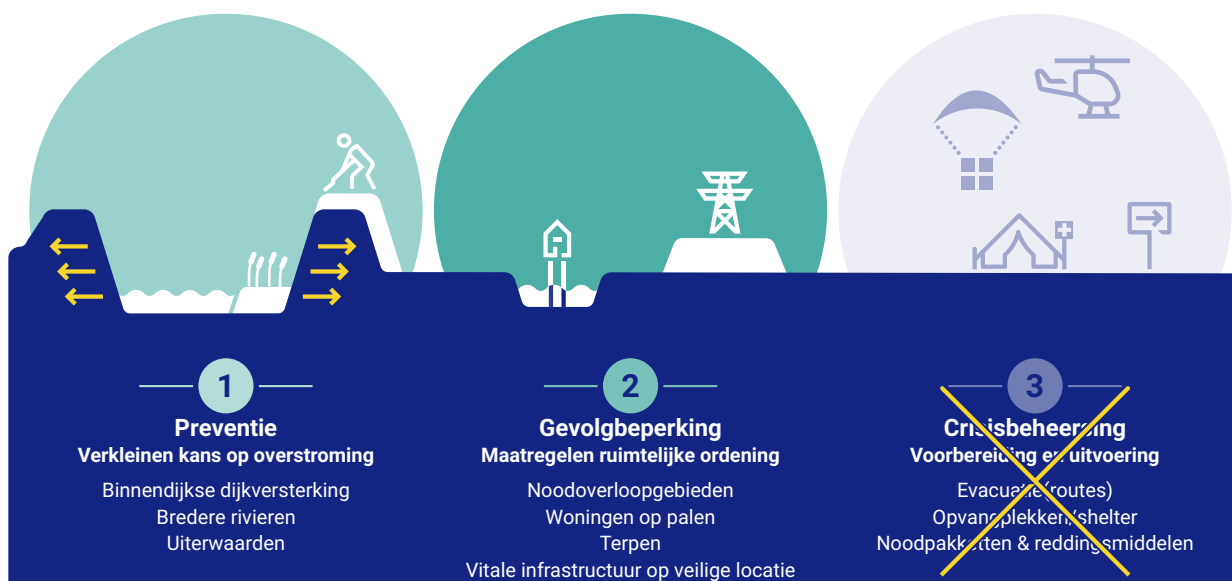 1
Preventie
Verkleinen kans op overstroming
Binnendijkse dijkversterking
Bredere rivieren
Uiterwaarden
2
Gevolgbeperking
Maatregelen ruimtelijke ordening
Noodoverloopgebieden
Woningen op palen
Terpen
Vitale infrastructuur op veilige locatie
3
Crisisbeheersing
Voorbereiding en uitvoering
Evacuatie(routes)
Opvangplekken/shelter
Noodpakketten & reddingsmiddelen